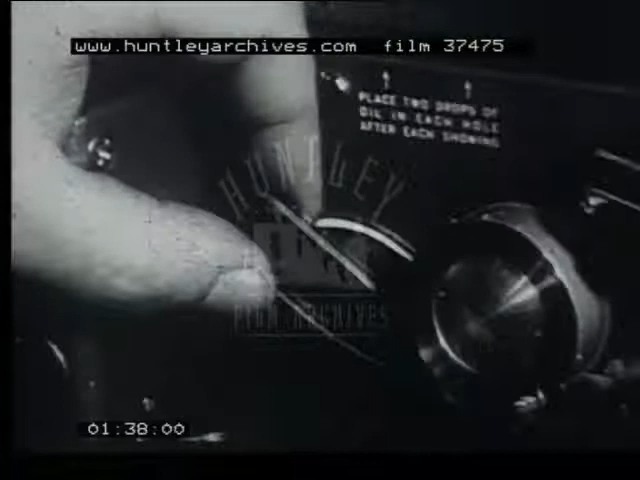 www.huntleyarchives.com film 37475
PLACE TWO DROPS OF
OIL IN EACH HOLE
AFTER EACH SHOWING
HUNTLEY
FILM ARCHIVES
01:38:00